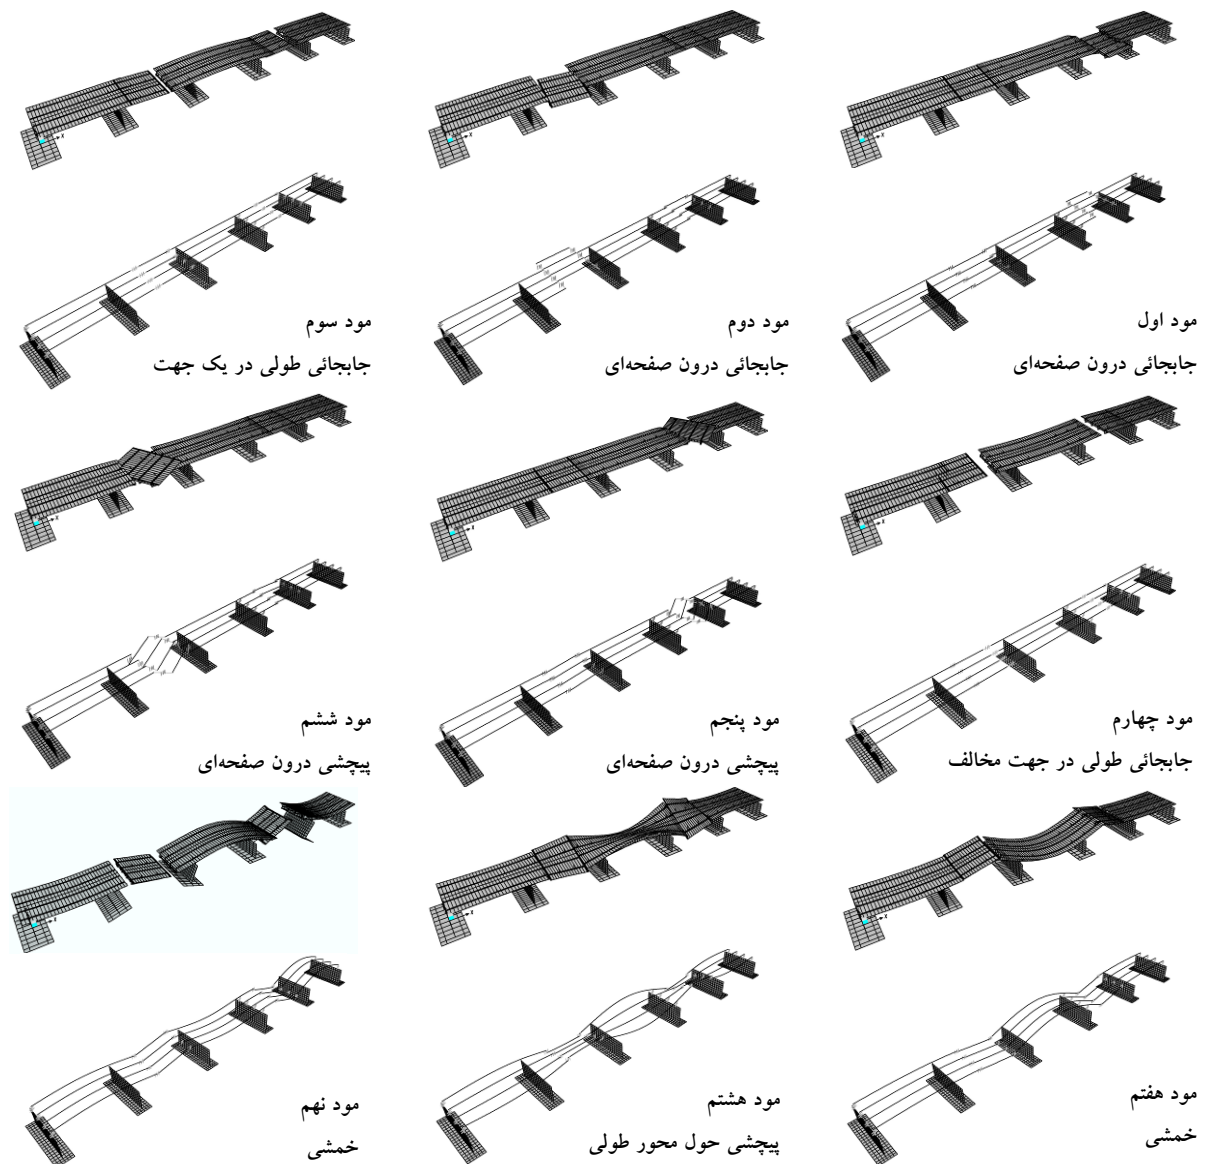 مود اول
جابجائی درون صفحه‌ای
مود دوم
جابجائی درون صفحه‌ای
مود سوم
جابجائی طولی در یک جهت
مود چهارم
جابجائی طولی در جهت مخالف
مود پنجم
پیچشی درون صفحه‌ای
مود ششم
پیچشی درون صفحه‌ای
مود هفتم
خمشی
مود هشتم
پیچشی حول محور طولی
مود نهم
خمشی